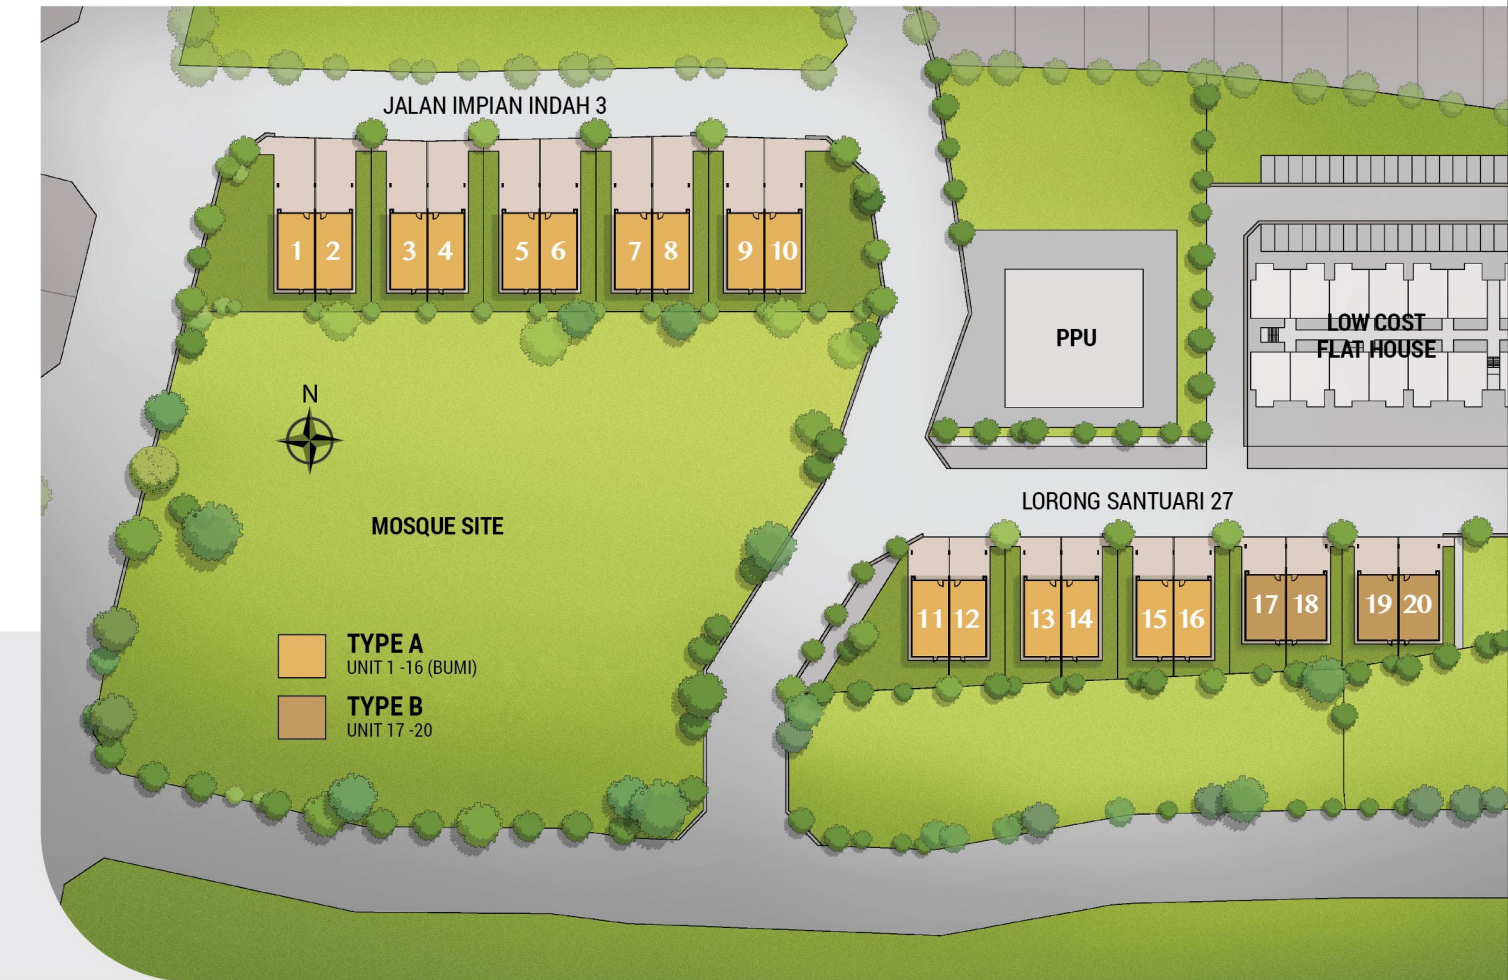 JALAN IMPIAN INDAH 3
1 2 3 4 5 6 7 8 9 10
PPU
LOW COST
FLAT HOUSE
N
MOSQUE SITE
LORONG SANTUARI 27
11 12 13 14 15 16 17 18 19 20
TYPE A
UNIT 1 -16 (BUMI)
TYPE B
UNIT 17 -20